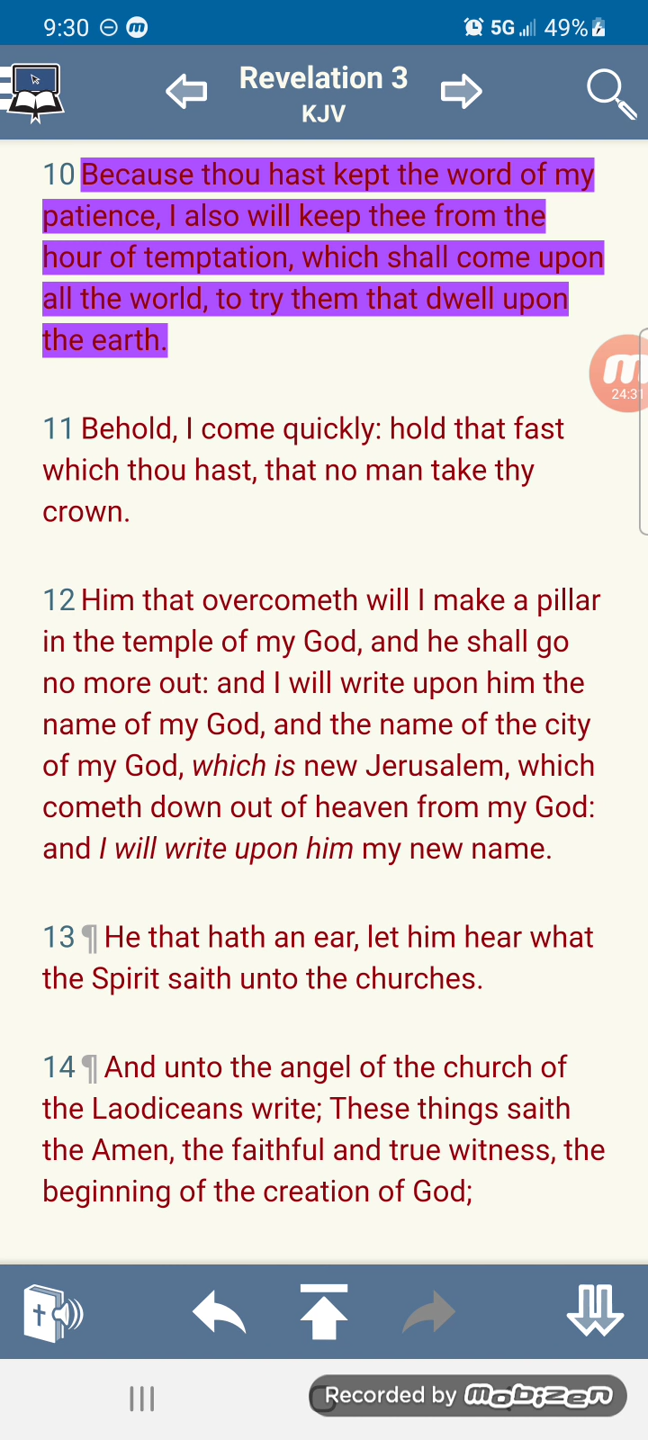 9:30 5G 49%
Revelation 3
KJV
10 Because thou hast kept the word of my
patience, I also will keep thee from the
hour of temptation, which shall come upon
all the world, to try them that dwell upon
the earth.
24:31
11 Behold, I come quickly: hold that fast
which thou hast, that no man take thy
crown.
12 Him that overcometh will I make a pillar
in the temple of my God, and he shall go
no more out: and I will write upon him the
name of my God, and the name of the city
of my God, which is new Jerusalem, which
cometh down out of heaven from my God:
and I will write upon him my new name.
13 ¶ He that hath an ear, let him hear what
the Spirit saith unto the churches.
14 ¶ And unto the angel of the church of
the Laodiceans write; These things saith
the Amen, the faithful and true witness, the
beginning of the creation of God;
Recorded by mobizen